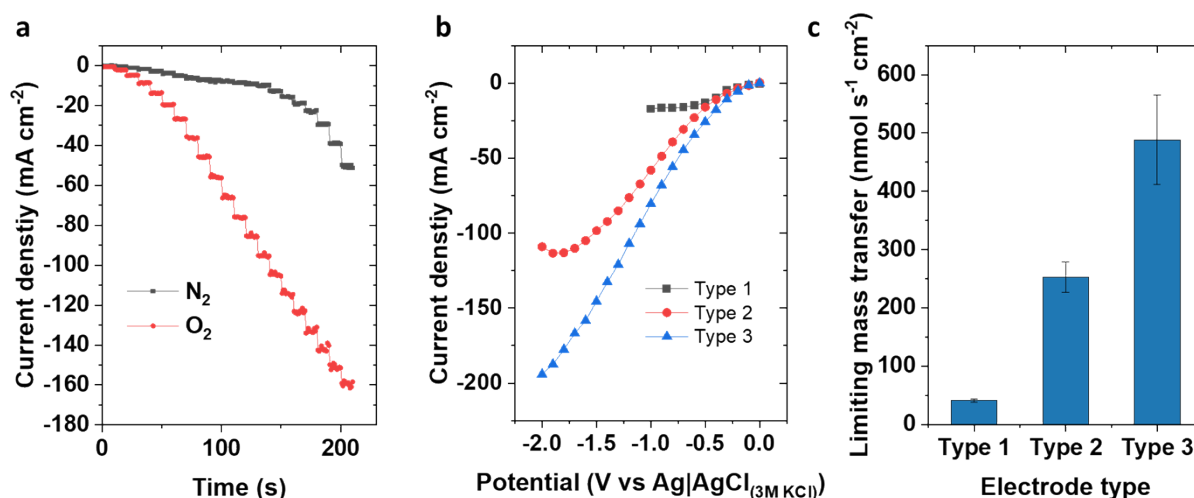 a
0
-20
-40
-60
-80
-100
-120
-140
-160
-180
Current denstiy (mA cm-2)
N2
O2
0 100 200
Time (s)
b
0
-50
-100
-150
-200
Current denstiy (mA cm-2)
Type 1
Type 2
Type 3
-2.0 -1.5 -1.0 -0.5 0.0
Potential (V vs Ag|AgCl(3M KCl))
c
600
500
400
300
200
100
50
0
Limiting mass transfer (nmol s-1 cm-2)
Type 1 Type 2 Type 3
Electrode type